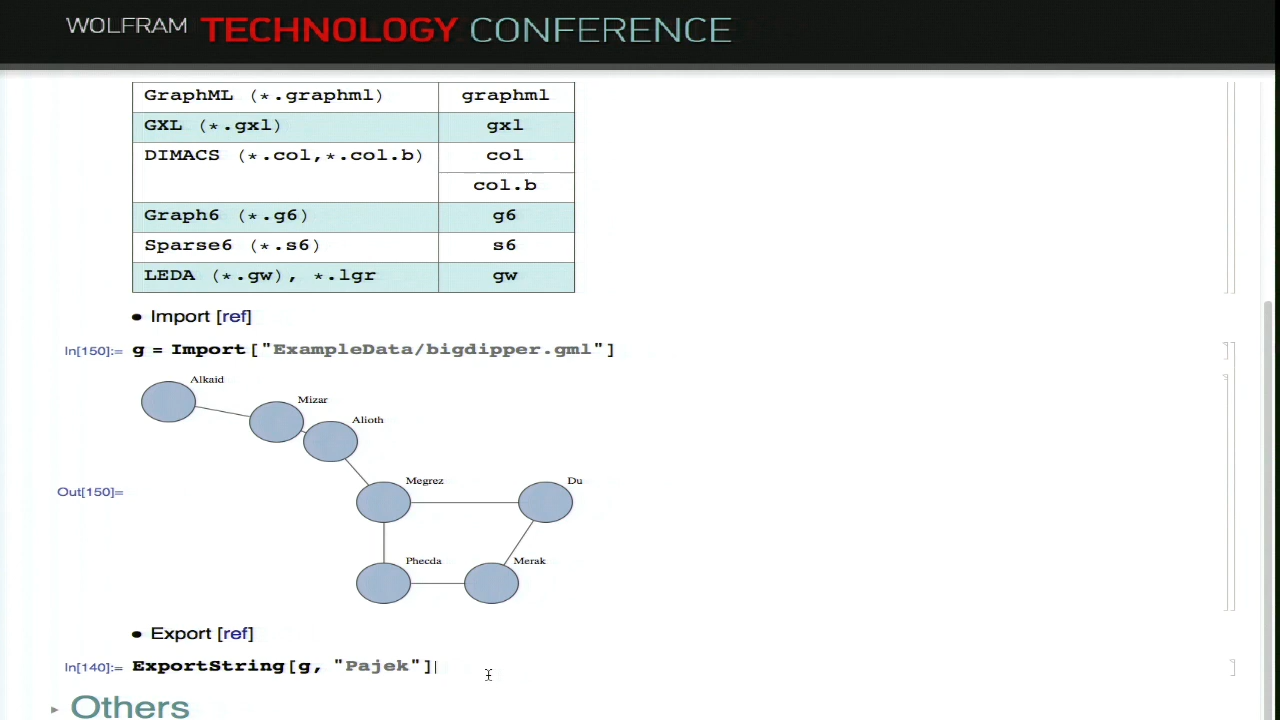 WOLFRAM TECHNOLOGY CONFERENCE
GraphML (*.graphml) graphml
GXL (*.gxl) gxl
DIMACS (*.col,*.col.b) col
col.b
Graph6 (*.g6) g6
Sparse6 (*.s6) s6
LEDA (*.gw), *.lgr gw
• Import [ref]
In[150]:= g = Import["ExampleData/bigdipper.gml"]
Alkaid
Mizar
Alioth
Megrez Du
Out[150]=
Phecda Merak
• Export [ref]
In[140]:= ExportString[g, "Pajek"]
Others